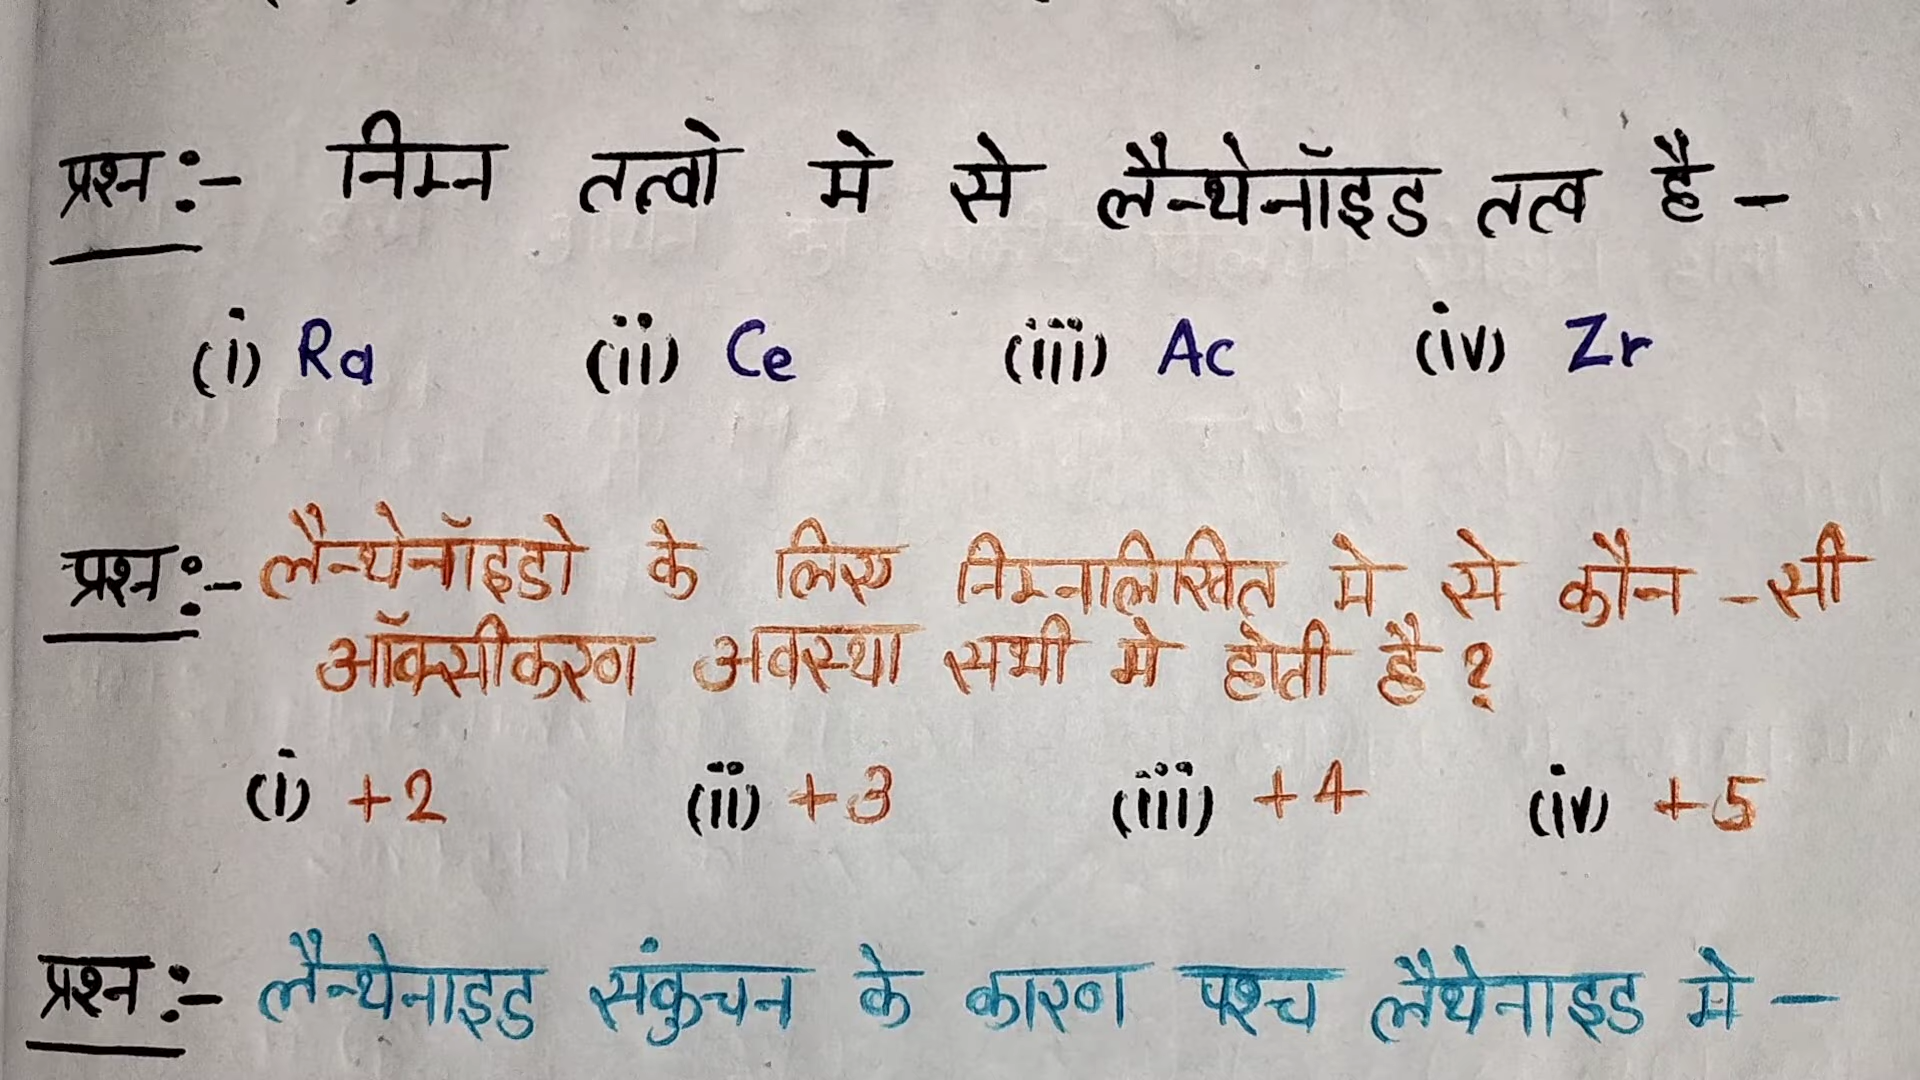 प्रश्न :- निम्न तत्वो मे से लैन्थेनॉइड तत्व है -
(i) Ra (ii) Ce (iii) Ac (iv) Zr
प्रश्न :- लैन्थेनॉइडो के लिए निम्नलिखित मे से कौन - सी
ऑक्सीकरण अवस्था सभी मे होती है ?
(i) +2 (ii) +3 (iii) +4 (iv) +5
प्रश्न :- लैन्थेनाइड संकुचन के कारण पश्च लैथेनाइड मे -